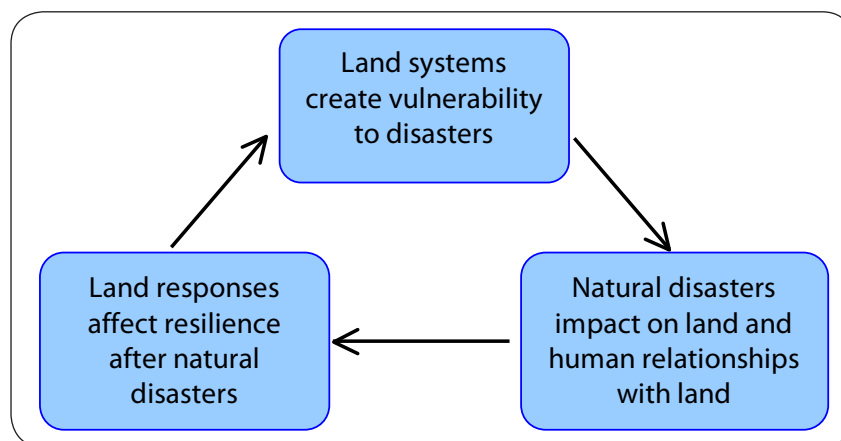 Land systems
create vulnerability
to disasters
Land responses
affect resilience
after natural
disasters
Natural disasters
impact on land and
human relationships
with land